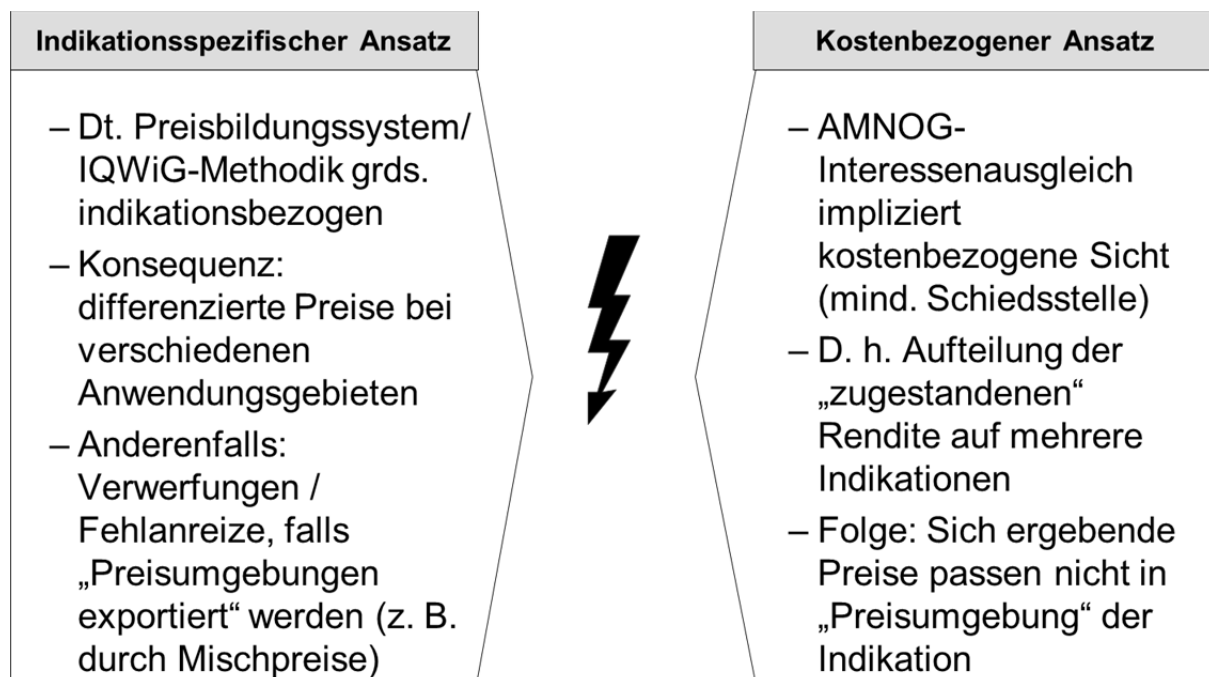 Indikationsspezifischer Ansatz
– Dt. Preisbildungssystem/
IQWiG-Methodik grds.
indikationsbezogen
– Konsequenz:
differenzierte Preise bei
verschiedenen
Anwendungsgebieten
– Anderenfalls:
Verwerfungen /
Fehlanreize, falls
„Preisumgebungen
exportiert“ werden (z. B.
durch Mischpreise)
Kostenbezogener Ansatz
– AMNOG-
Interessenausgleich
impliziert
kostenbezogene Sicht
(mind. Schiedsstelle)
– D. h. Aufteilung der
„zugestandenen“
Rendite auf mehrere
Indikationen
– Folge: Sich ergebende
Preise passen nicht in
„Preisumgebung“ der
Indikation